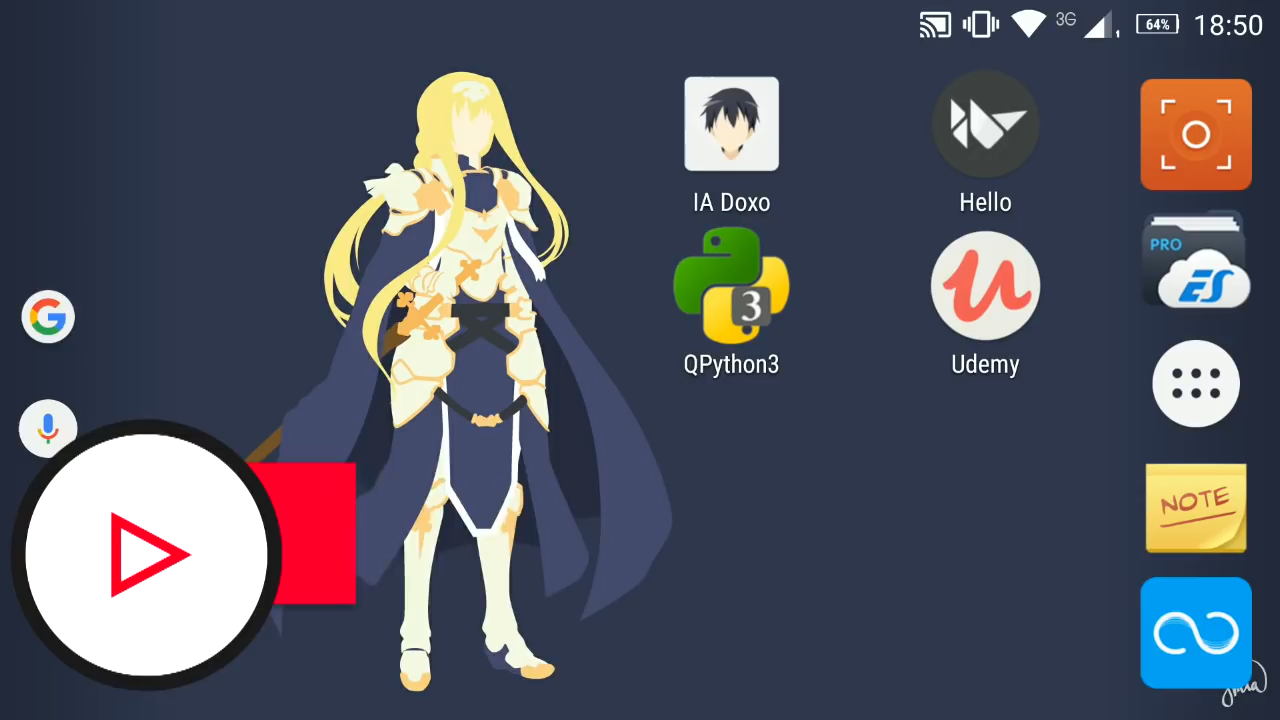 3G
64%
18:50
IA Doxo
Hello
PRO
ES
3
QPython3
Udemy
NOTE